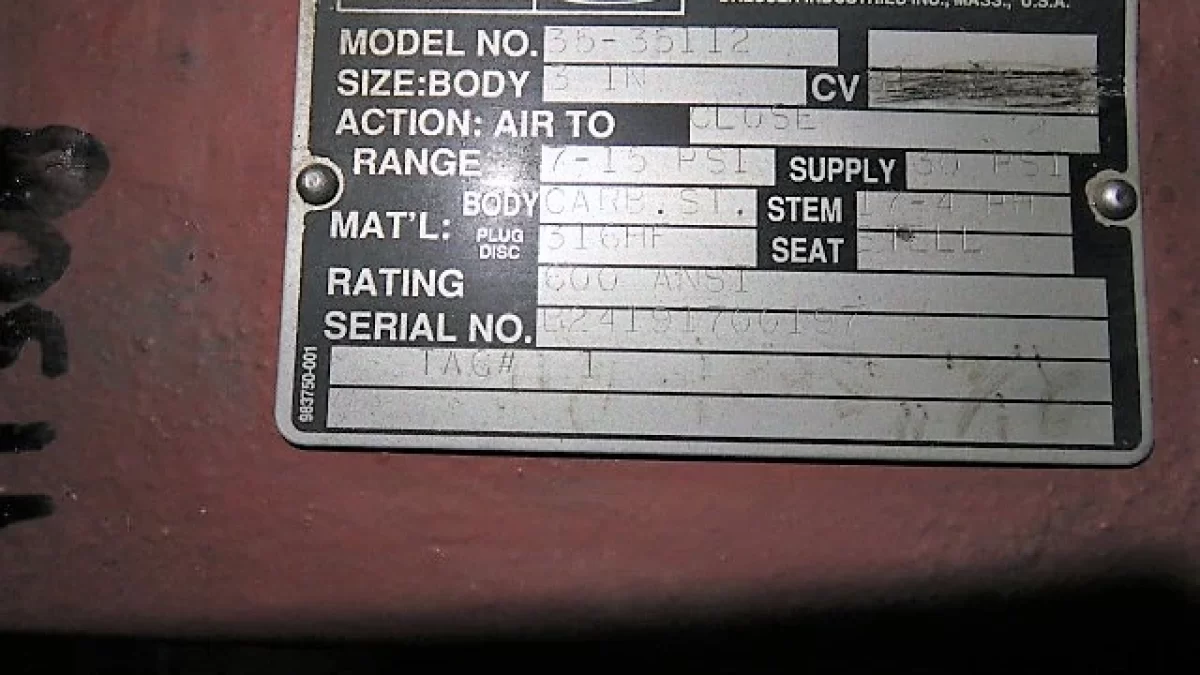 DRESSER INDUSTRIES INC., MASS., U.S.A.
MODEL NO. 35-35112
SIZE:BODY 3 IN CV
ACTION: AIR TO CLOSE
RANGE 7-15 PSI SUPPLY 30 PSI
MAT'L: BODY CARB.ST. STEM 17-4 PH
PLUG DISC 316HF SEAT
RATING 600 ANSI
SERIAL NO.
TAG# 1
983750-001